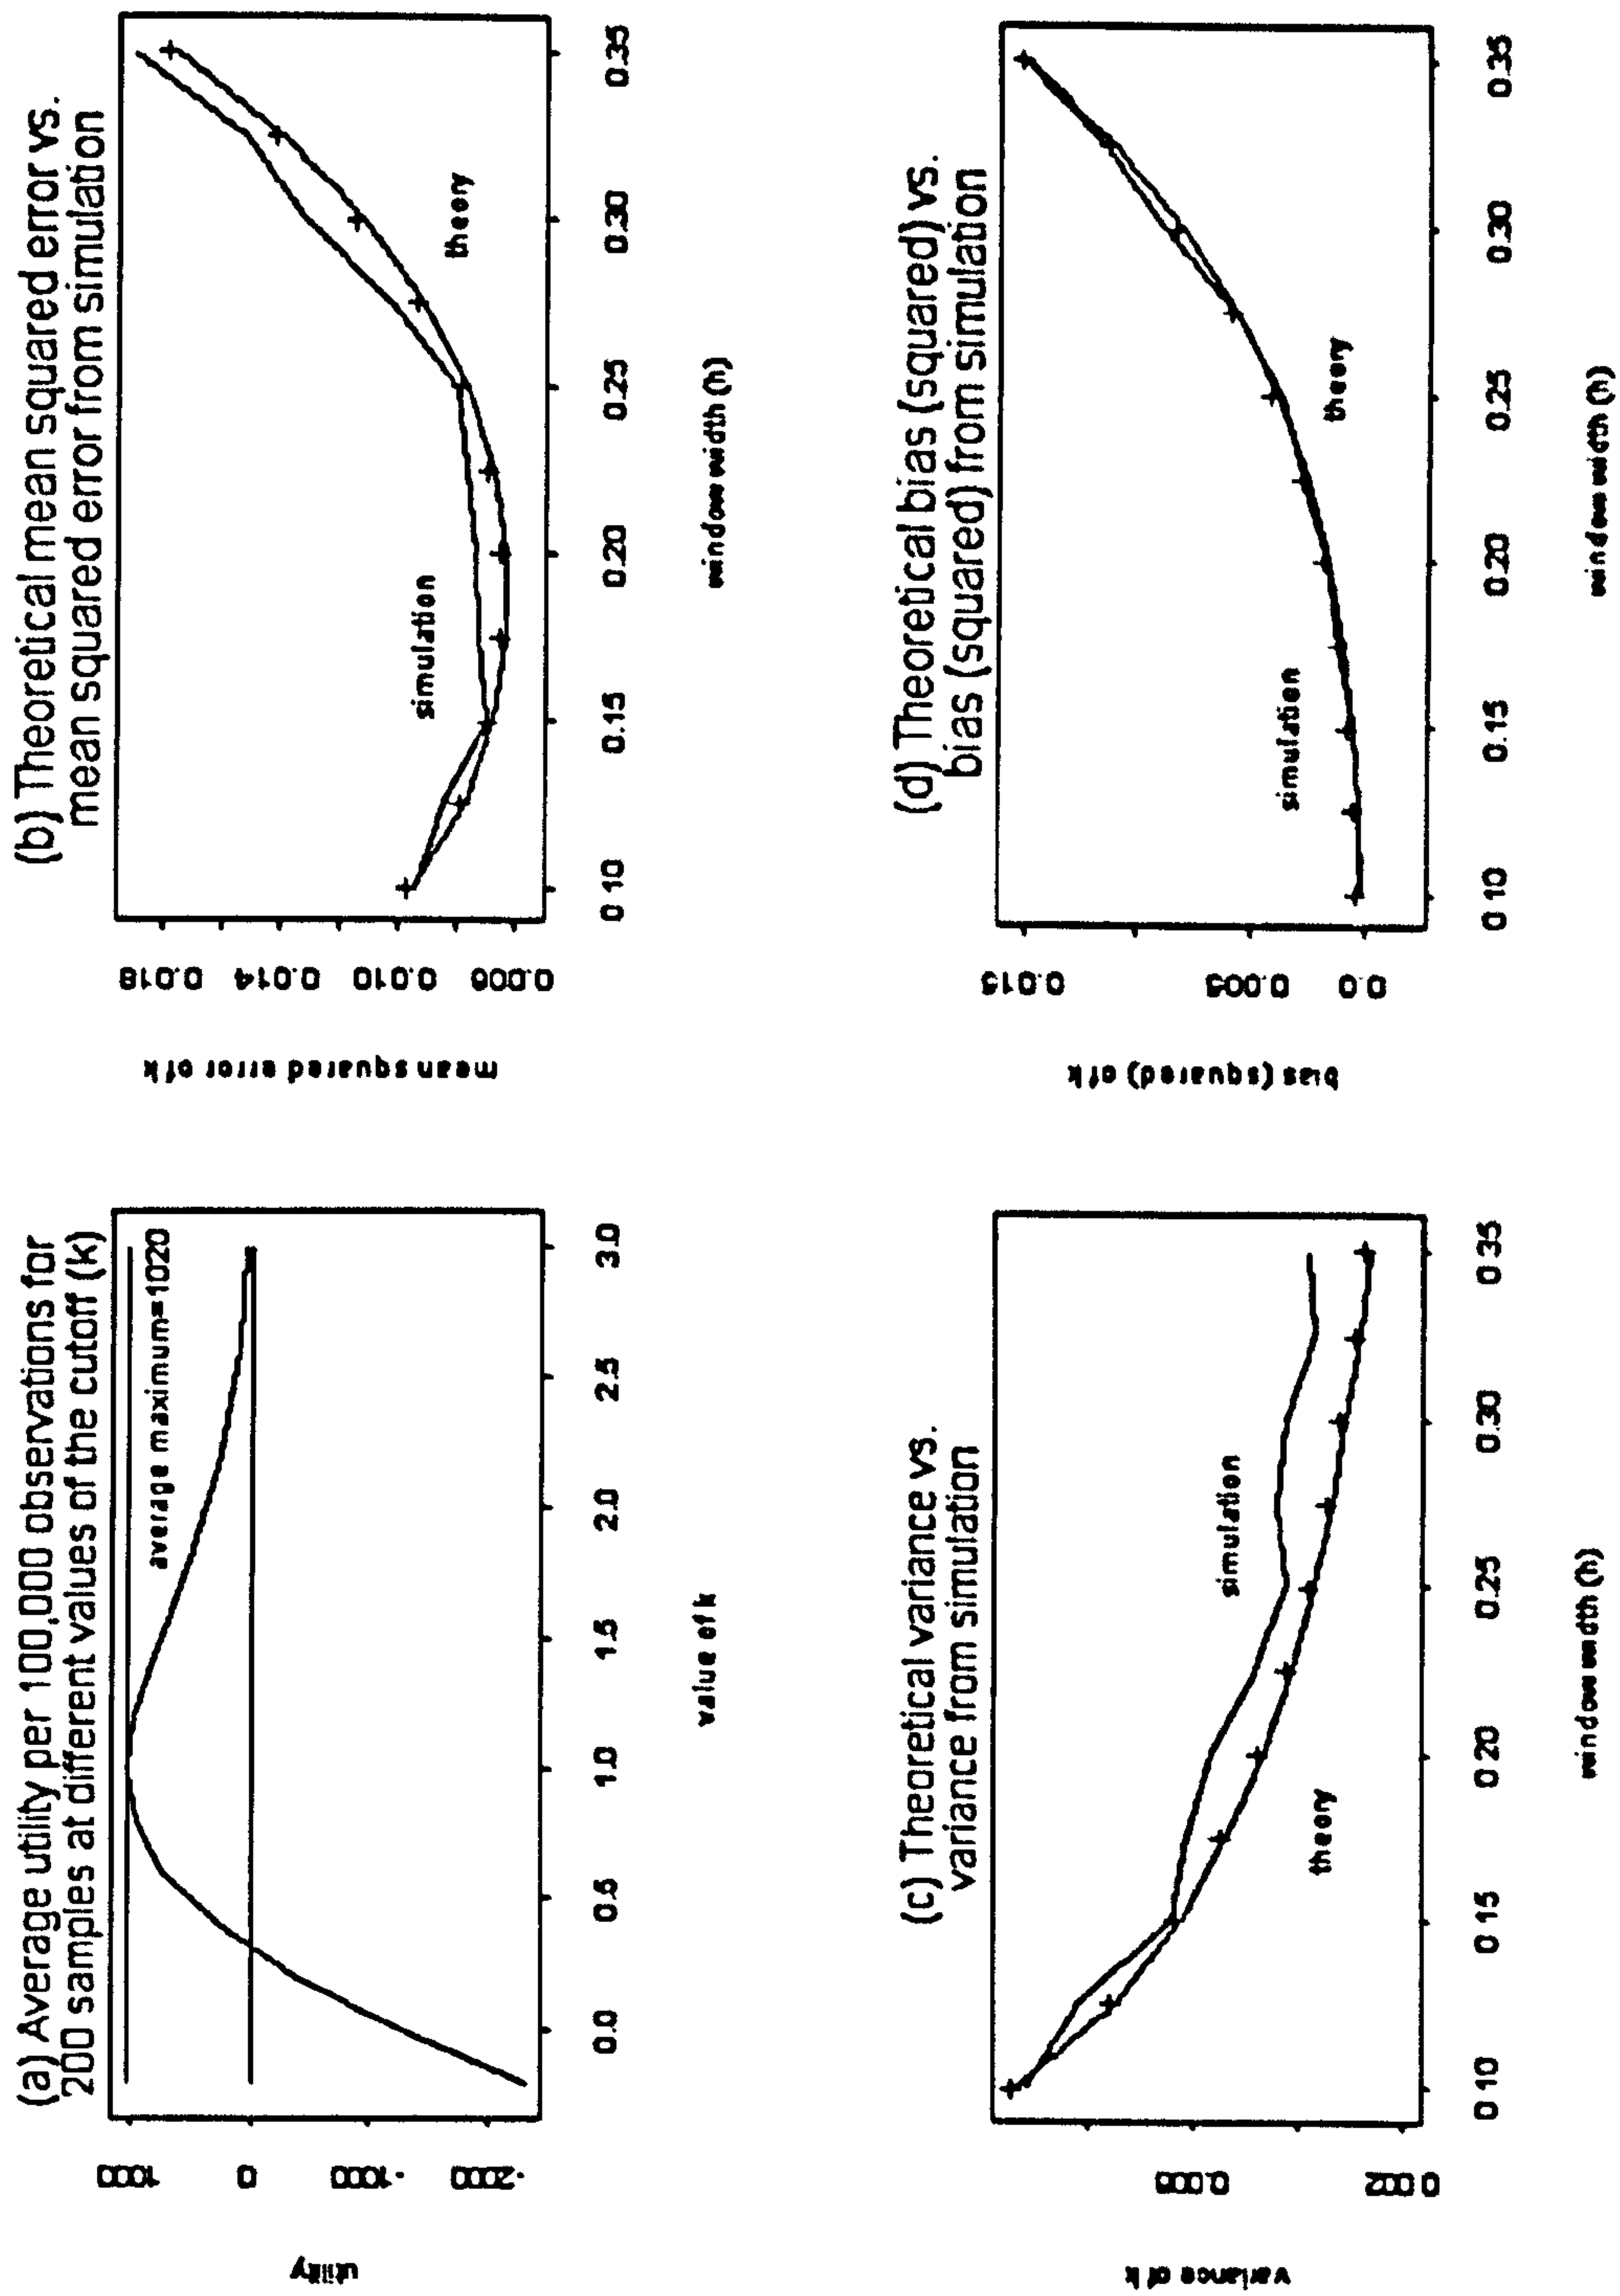 (a) Average utility per 100,000 observations for
200 samples at different values of the cutoff (k)
average maximum=1020
utility
1000
0
-1000
-2000
0.0 0.5 1.0 1.5 2.0 2.5 3.0
value of k
(b) Theoretical mean squared error vs.
mean squared error from simulation
mean squared error of k
0.018
0.014
0.010
0.006
simulation
theory
0.10 0.15 0.20 0.25 0.30 0.35
window width (h)
(c) Theoretical variance vs.
variance from simulation
variance of k
0.006
0.002
simulation
theory
0.10 0.15 0.20 0.25 0.30 0.35
window width (h)
(d) Theoretical bias (squared) vs.
bias (squared) from simulation
bias (squared) of k
0.015
0.005
0.0
simulation
theory
0.10 0.15 0.20 0.25 0.30 0.35
window width (h)